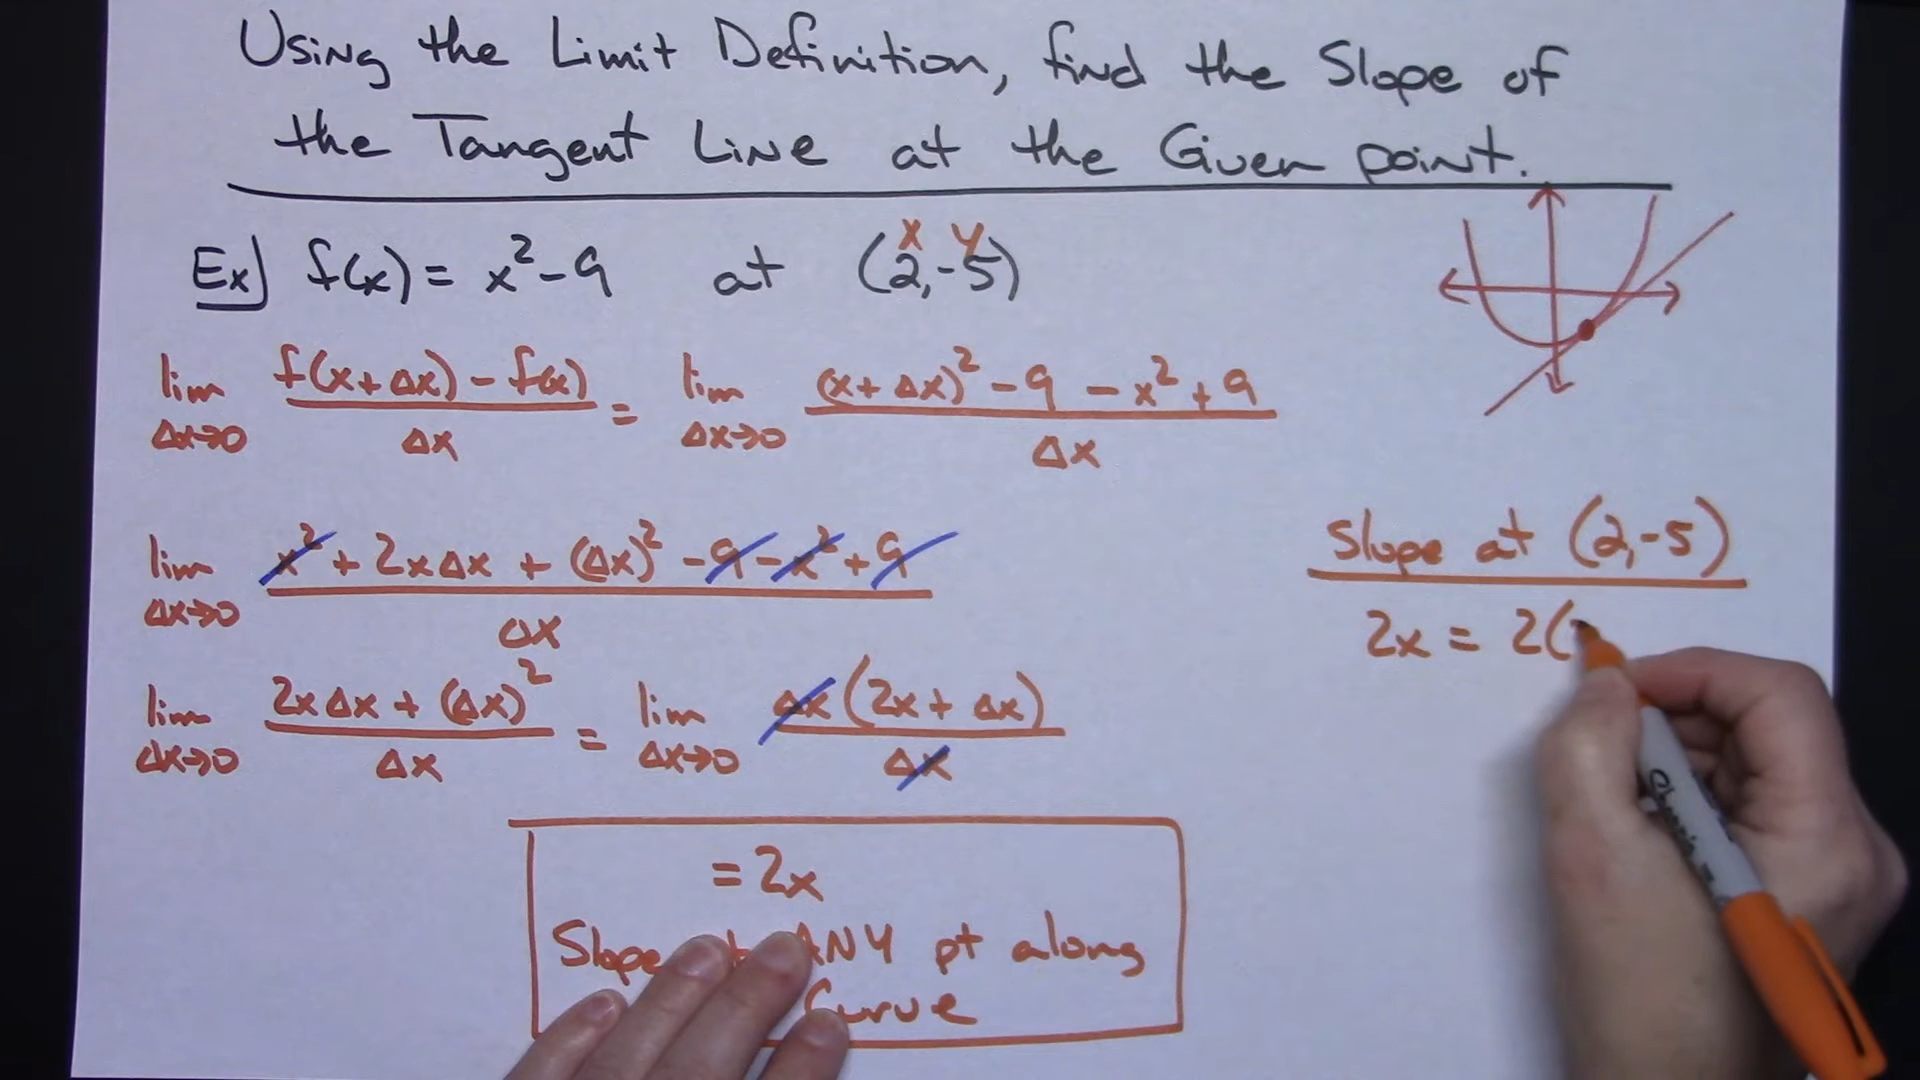 Using the Limit Definition, find the Slope of
the Tangent Line at the Given point.
Ex] f(x) = x² - 9 at (2, -5)
x y
lim Δx→0 f(x + Δx) - f(x) / Δx = lim Δx→0 (x + Δx)² - 9 - x² + 9 / Δx
lim Δx→0 x² + 2xΔx + (Δx)² - 9 - x² + 9 / Δx
lim Δx→0 2xΔx + (Δx)² / Δx = lim Δx→0 Δx(2x + Δx) / Δx
= 2x
Slope ANY pt along
Curve
Slope at (2, -5)
2x = 2(
Sharpie